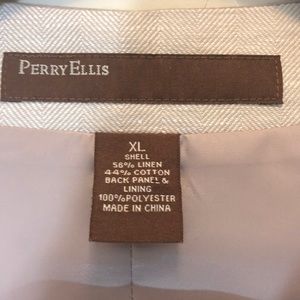 PERRY ELLIS
XL
SHELL
56% LINEN
44% COTTON
BACK PANEL &
LINING
100% POLYESTER
MADE IN CHINA